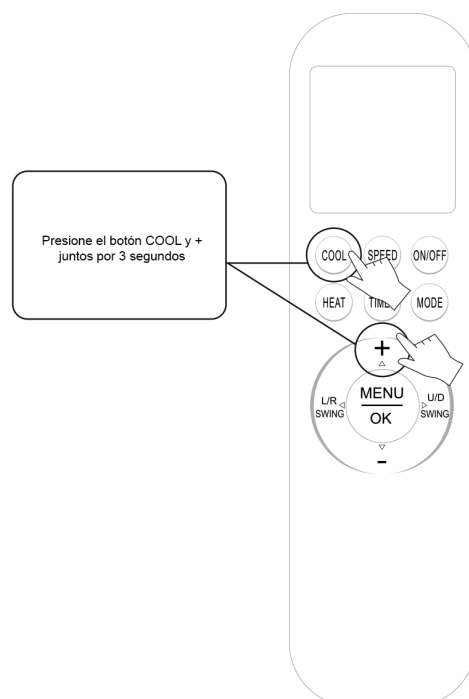 Presione el botón COOL y +
juntos por 3 segundos
COOL SPEED ON/OFF
HEAT MODE
+
L/R
SWING
MENU
OK
U/D
SWING
-